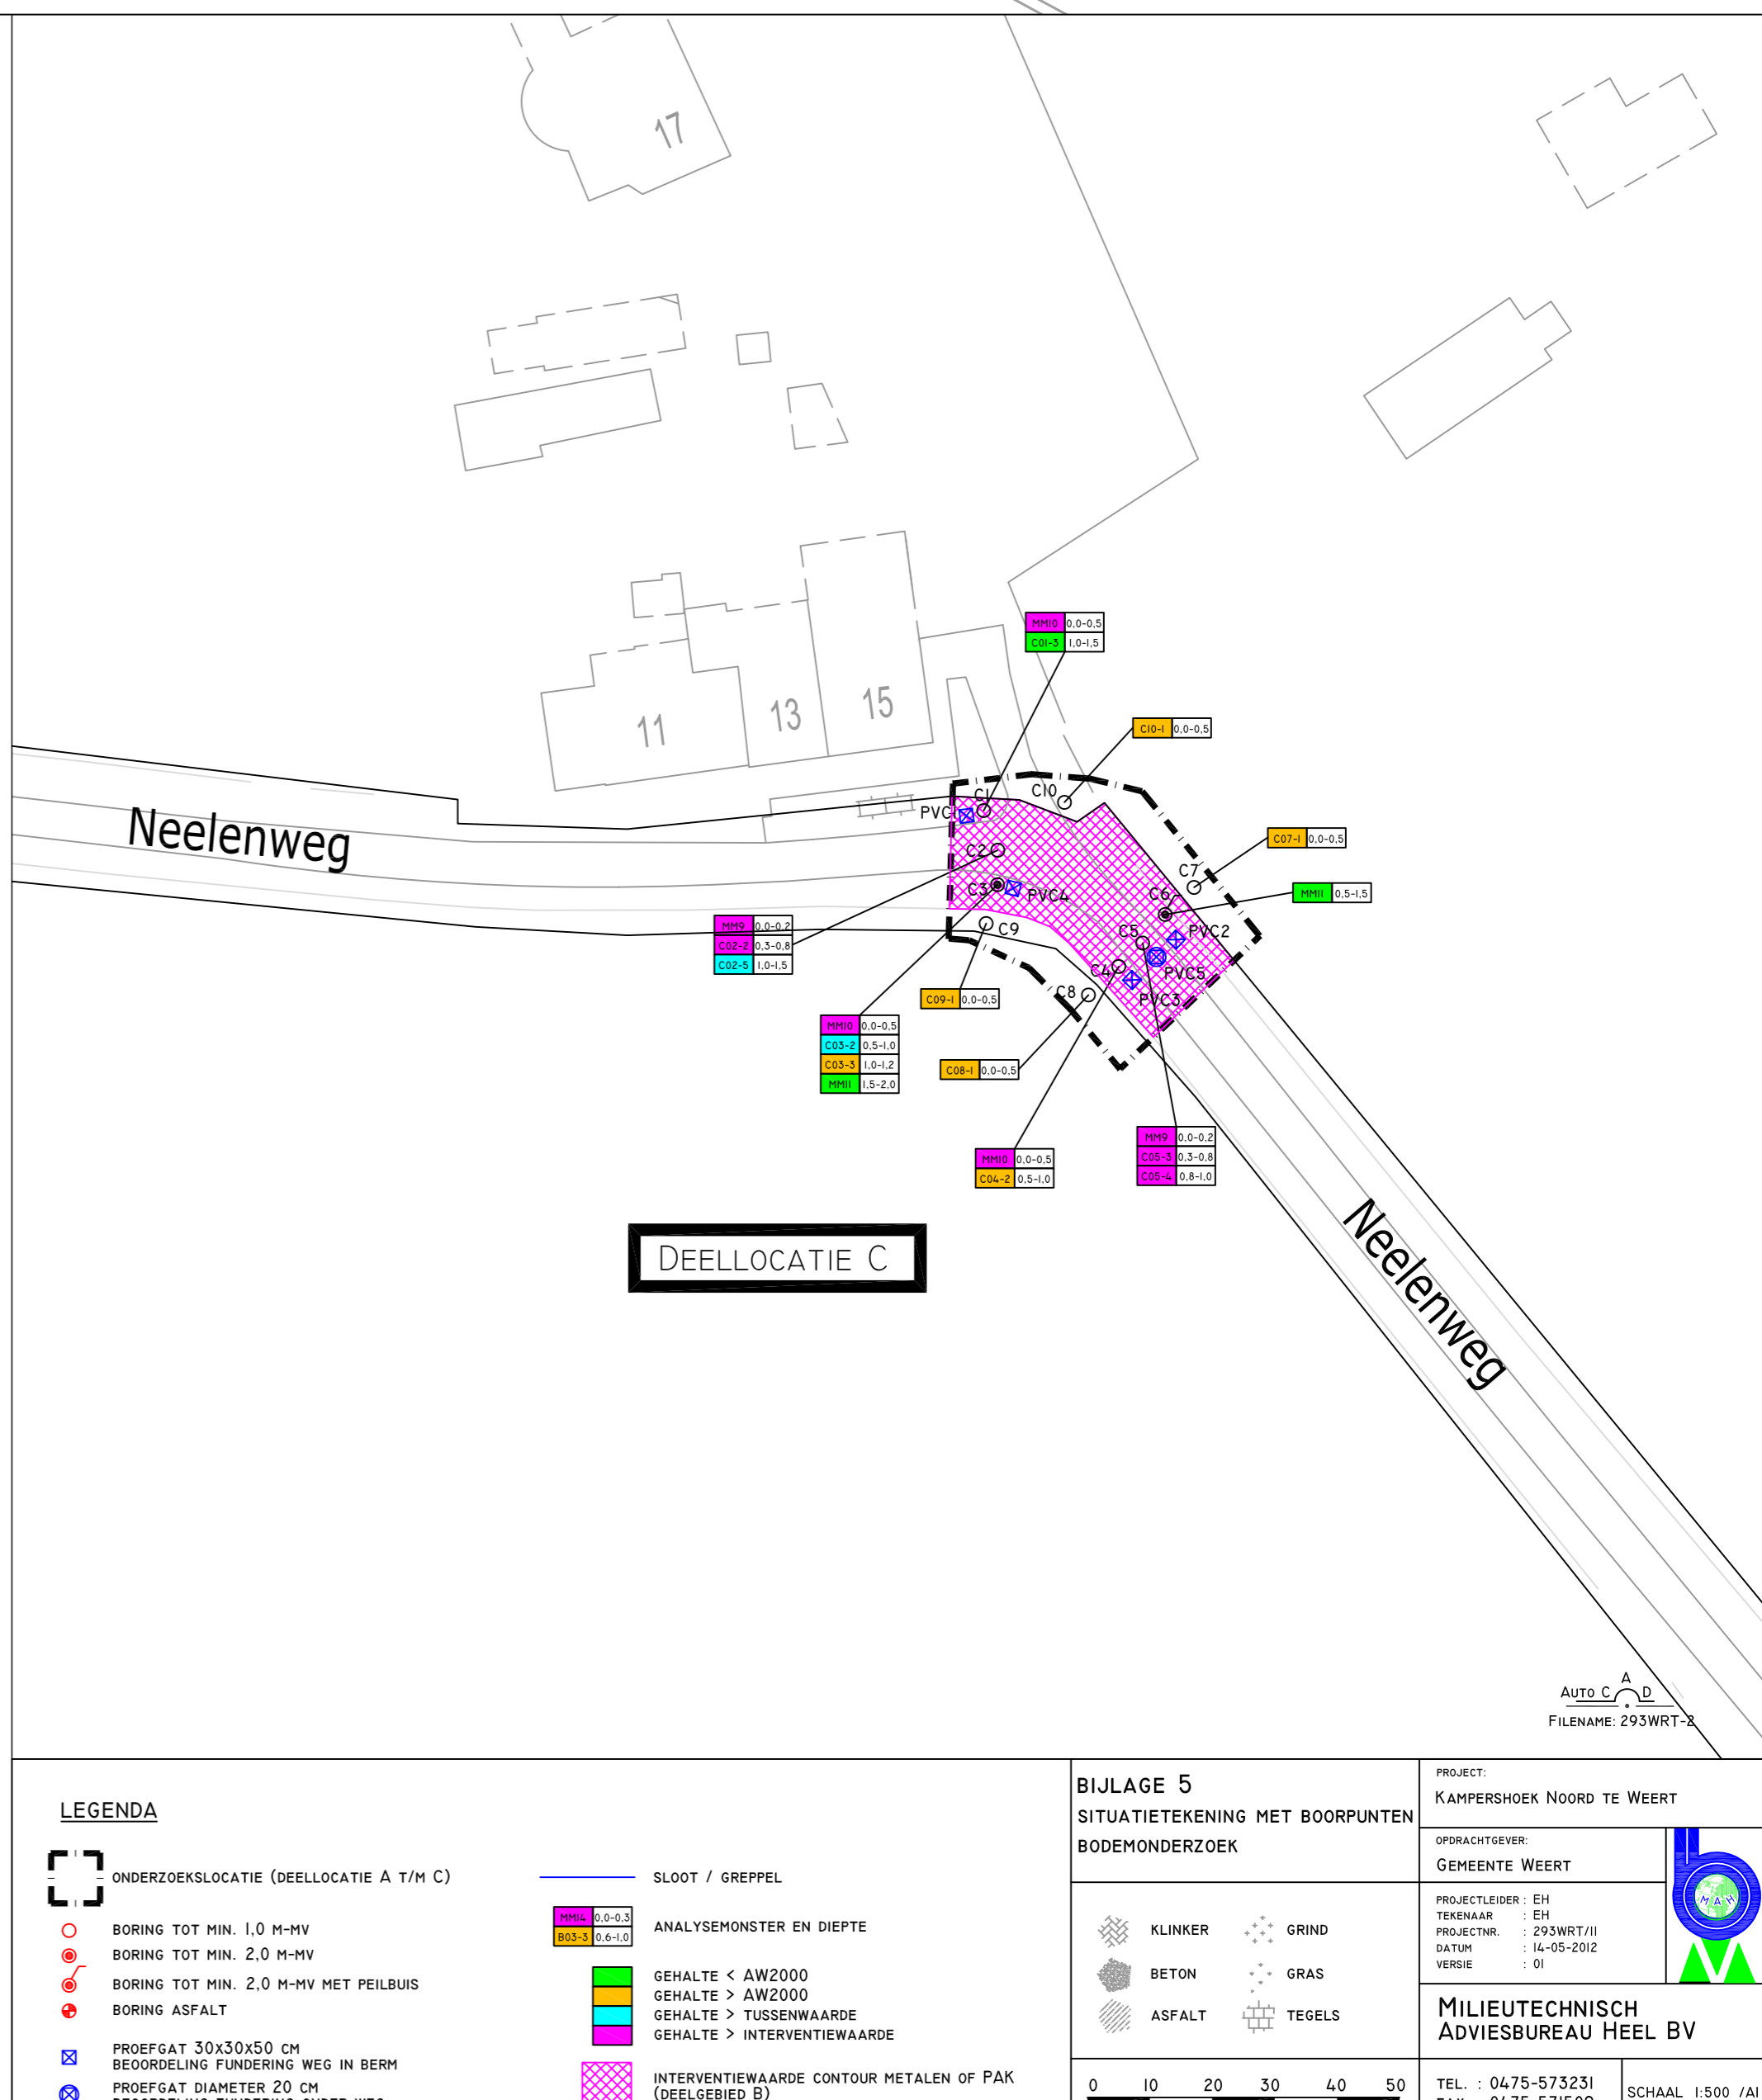 17
11
13
15
MM10 0,0-0,5
C01-3 1,0-1,5
C10-1 0,0-0,5
C07-1 0,0-0,5
MM11 0,5-1,5
Neelenweg
C1
C10
PVC1
C2
C7
C3
PVC4
C6
C9
C5
PVC2
C4
PVC5
C8
PVC3
MM9 0,0-0,2
C02-2 0,3-0,8
C02-5 1,0-1,5
C09-1 0,0-0,5
MM10 0,0-0,5
C03-2 0,5-1,0
C03-3 1,0-1,2
MM11 1,5-2,0
C08-1 0,0-0,5
MM10 0,0-0,5
C04-2 0,5-1,0
MM9 0,0-0,2
C05-3 0,3-0,8
C05-4 0,8-1,0
DEELLOCATIE C
Neelenweg
AUTO C A D
FILENAME: 293WRT-2
LEGENDA
ONDERZOEKSLOCATIE (DEELLOCATIE A T/M C)
BORING TOT MIN. 1,0 M-MV
BORING TOT MIN. 2,0 M-MV
BORING TOT MIN. 2,0 M-MV MET PEILBUIS
BORING ASFALT
PROEFGAT 30X30X50 CM
BEOORDELING FUNDERING WEG IN BERM
PROEFGAT DIAMETER 20 CM
SLOOT / GREPPEL
MM14 0,0-0,3
B03-3 0,6-1,0
ANALYSEMONSTER EN DIEPTE
GEHALTE < AW2000
GEHALTE > AW2000
GEHALTE > TUSSENWAARDE
GEHALTE > INTERVENTIEWAARDE
INTERVENTIEWAARDE CONTOUR METALEN OF PAK
(DEELGEBIED B)
BIJLAGE 5
SITUATIETEKENING MET BOORPUNTEN
BODEMONDERZOEK
KLINKER
GRIND
BETON
GRAS
ASFALT
TEGELS
0 10 20 30 40 50
PROJECT:
KAMPERSHOEK NOORD TE WEERT
OPDRACHTGEVER:
GEMEENTE WEERT
PROJECTLEIDER : EH
TEKENAAR : EH
PROJECTNR. : 293WRT/11
DATUM : 14-05-2012
VERSIE : 01
MAH
MILIEUTECHNISCH
ADVIESBUREAU HEEL BV
TEL. : 0475-573231
SCHAAL 1:500 /A1